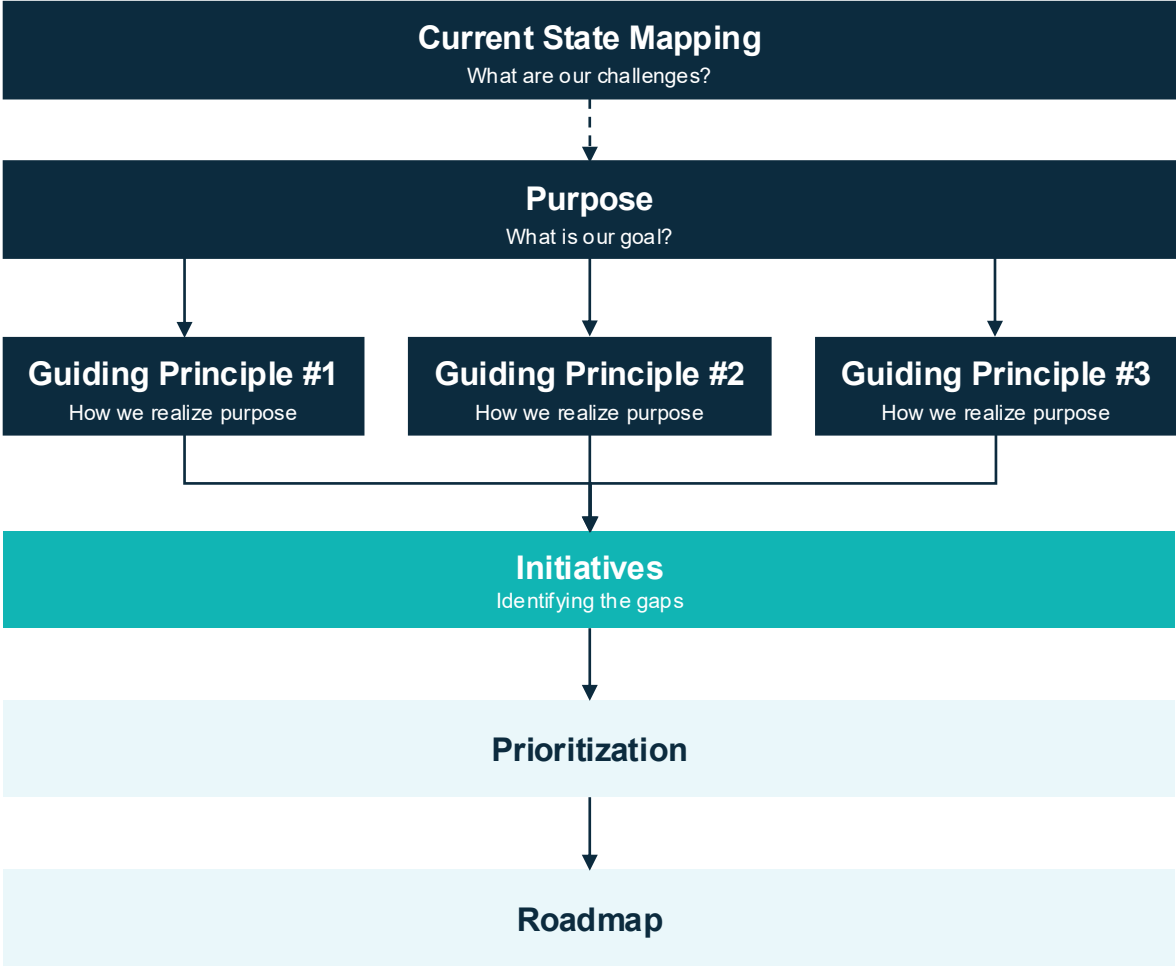 Current State Mapping
What are our challenges?
Purpose
What is our goal?
Guiding Principle #1
How we realize purpose
Guiding Principle #2
How we realize purpose
Guiding Principle #3
How we realize purpose
Initiatives
Identifying the gaps
Prioritization
Roadmap